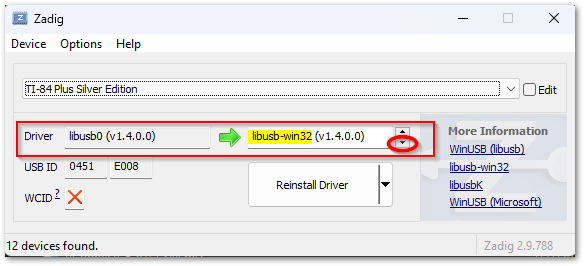 Zadig
Device Options Help
TI-84 Plus Silver Edition Edit
Driver libusb0 (v1.4.0.0) libusb-win32 (v1.4.0.0)
USB ID 0451 E008
WCID ?
Reinstall Driver
More Information
WinUSB (libusb)
libusb-win32
libusbK
WinUSB (Microsoft)
12 devices found. Zadig 2.9.788